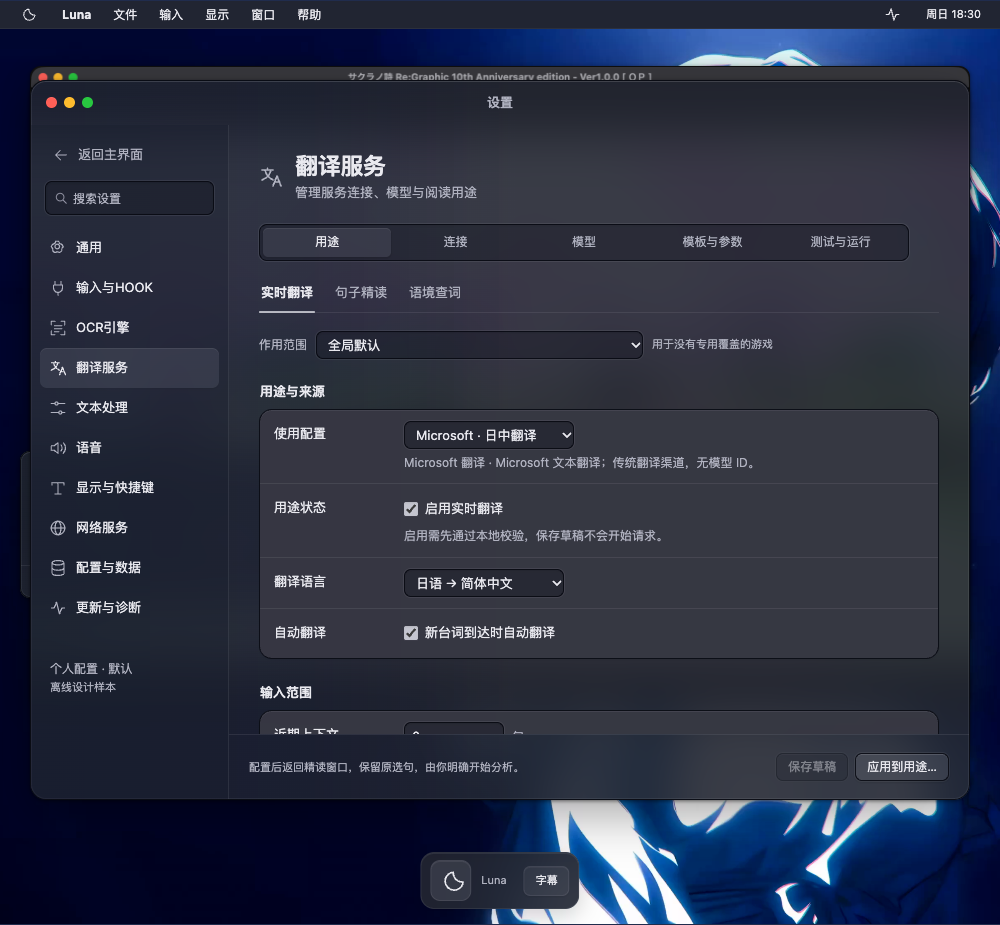 Luna 文件 输入 显示 窗口 帮助 周日 18:30
サクラノ詩 Re:Graphic 10th Anniversary edition - Ver1.0.0 [ O P ]
设置
返回主界面
搜索设置
通用
输入与HOOK
OCR引擎
翻译服务
文本处理
语音
显示与快捷键
网络服务
配置与数据
更新与诊断
个人配置 · 默认
离线设计样本
翻译服务
管理服务连接、模型与阅读用途
用途 连接 模型 模板与参数 测试与运行
实时翻译 句子精读 语境查词
作用范围 全局默认 用于没有专用覆盖的游戏
用途与来源
使用配置 Microsoft · 日中翻译
Microsoft 翻译 · Microsoft 文本翻译；传统翻译渠道，无模型 ID。
用途状态 启用实时翻译
启用需先通过本地校验，保存草稿不会开始请求。
翻译语言 日语 → 简体中文
自动翻译 新台词到达时自动翻译
输入范围
近期上下文
配置后返回精读窗口，保留原选句，由你明确开始分析。
保存草稿 应用到用途...
Luna 字幕